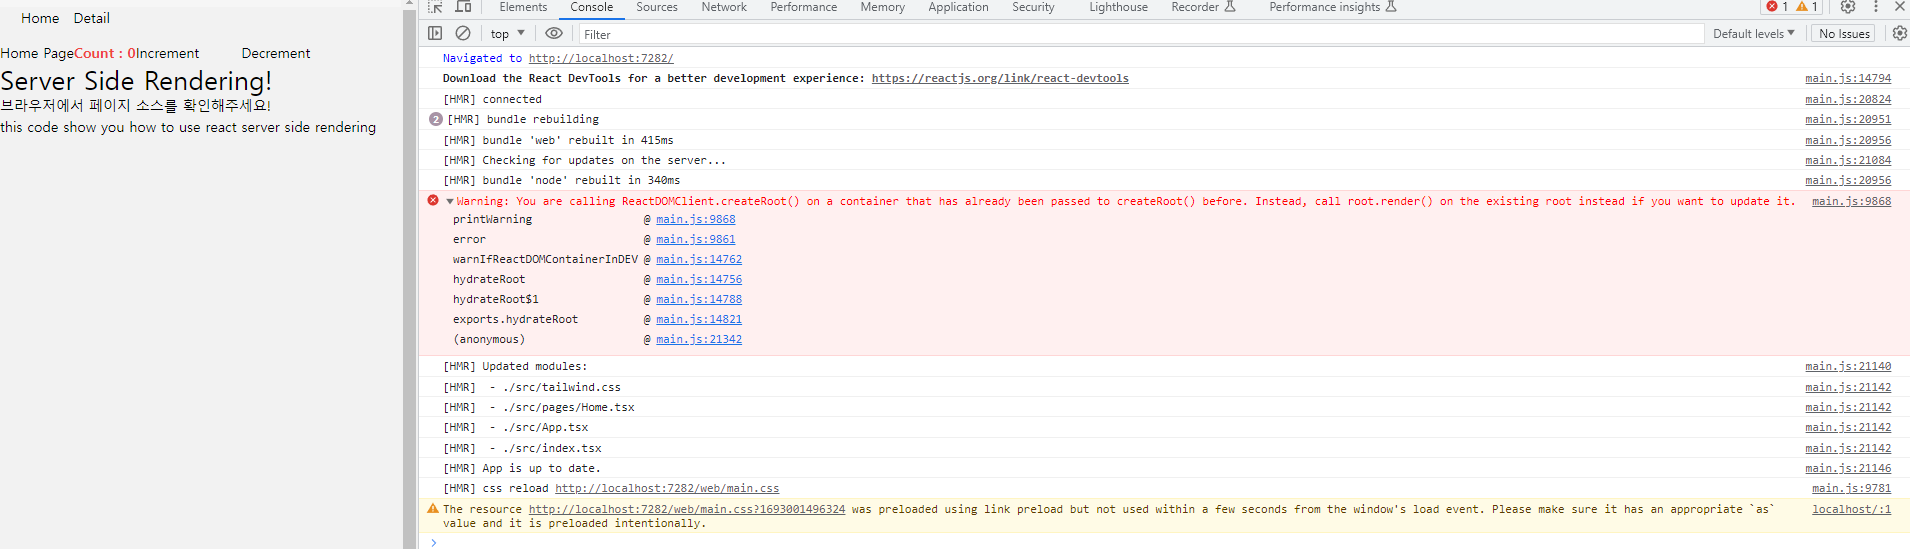 Home Detail
Home PageCount : 0Increment Decrement
Server Side Rendering!
브라우저에서 페이지 소스를 확인해주세요!
this code show you how to use react server side rendering
Elements Console Sources Network Performance Memory Application Security Lighthouse Recorder Performance insights 1 1
top Filter Default levels No Issues
Navigated to http://localhost:7282/
Download the React DevTools for a better development experience: https://reactjs.org/link/react-devtools main.js:14794
[HMR] connected main.js:20824
2 [HMR] bundle rebuilding main.js:20951
[HMR] bundle 'web' rebuilt in 415ms main.js:20956
[HMR] Checking for updates on the server... main.js:21084
[HMR] bundle 'node' rebuilt in 340ms main.js:20956
Warning: You are calling ReactDOMClient.createRoot() on a container that has already been passed to createRoot() before. Instead, call root.render() on the existing root instead if you want to update it. main.js:9868
printWarning @ main.js:9868
error @ main.js:9861
warnIfReactDOMContainerInDEV @ main.js:14762
hydrateRoot @ main.js:14756
hydrateRoot$1 @ main.js:14788
exports.hydrateRoot @ main.js:14821
(anonymous) @ main.js:21342
[HMR] Updated modules: main.js:21140
[HMR]  - ./src/tailwind.css main.js:21142
[HMR]  - ./src/pages/Home.tsx main.js:21142
[HMR]  - ./src/App.tsx main.js:21142
[HMR]  - ./src/index.tsx main.js:21142
[HMR] App is up to date. main.js:21146
[HMR] css reload http://localhost:7282/web/main.css main.js:9781
The resource http://localhost:7282/web/main.css?1693001496324 was preloaded using link preload but not used within a few seconds from the window's load event. Please make sure it has an appropriate `as` localhost/:1
value and it is preloaded intentionally.